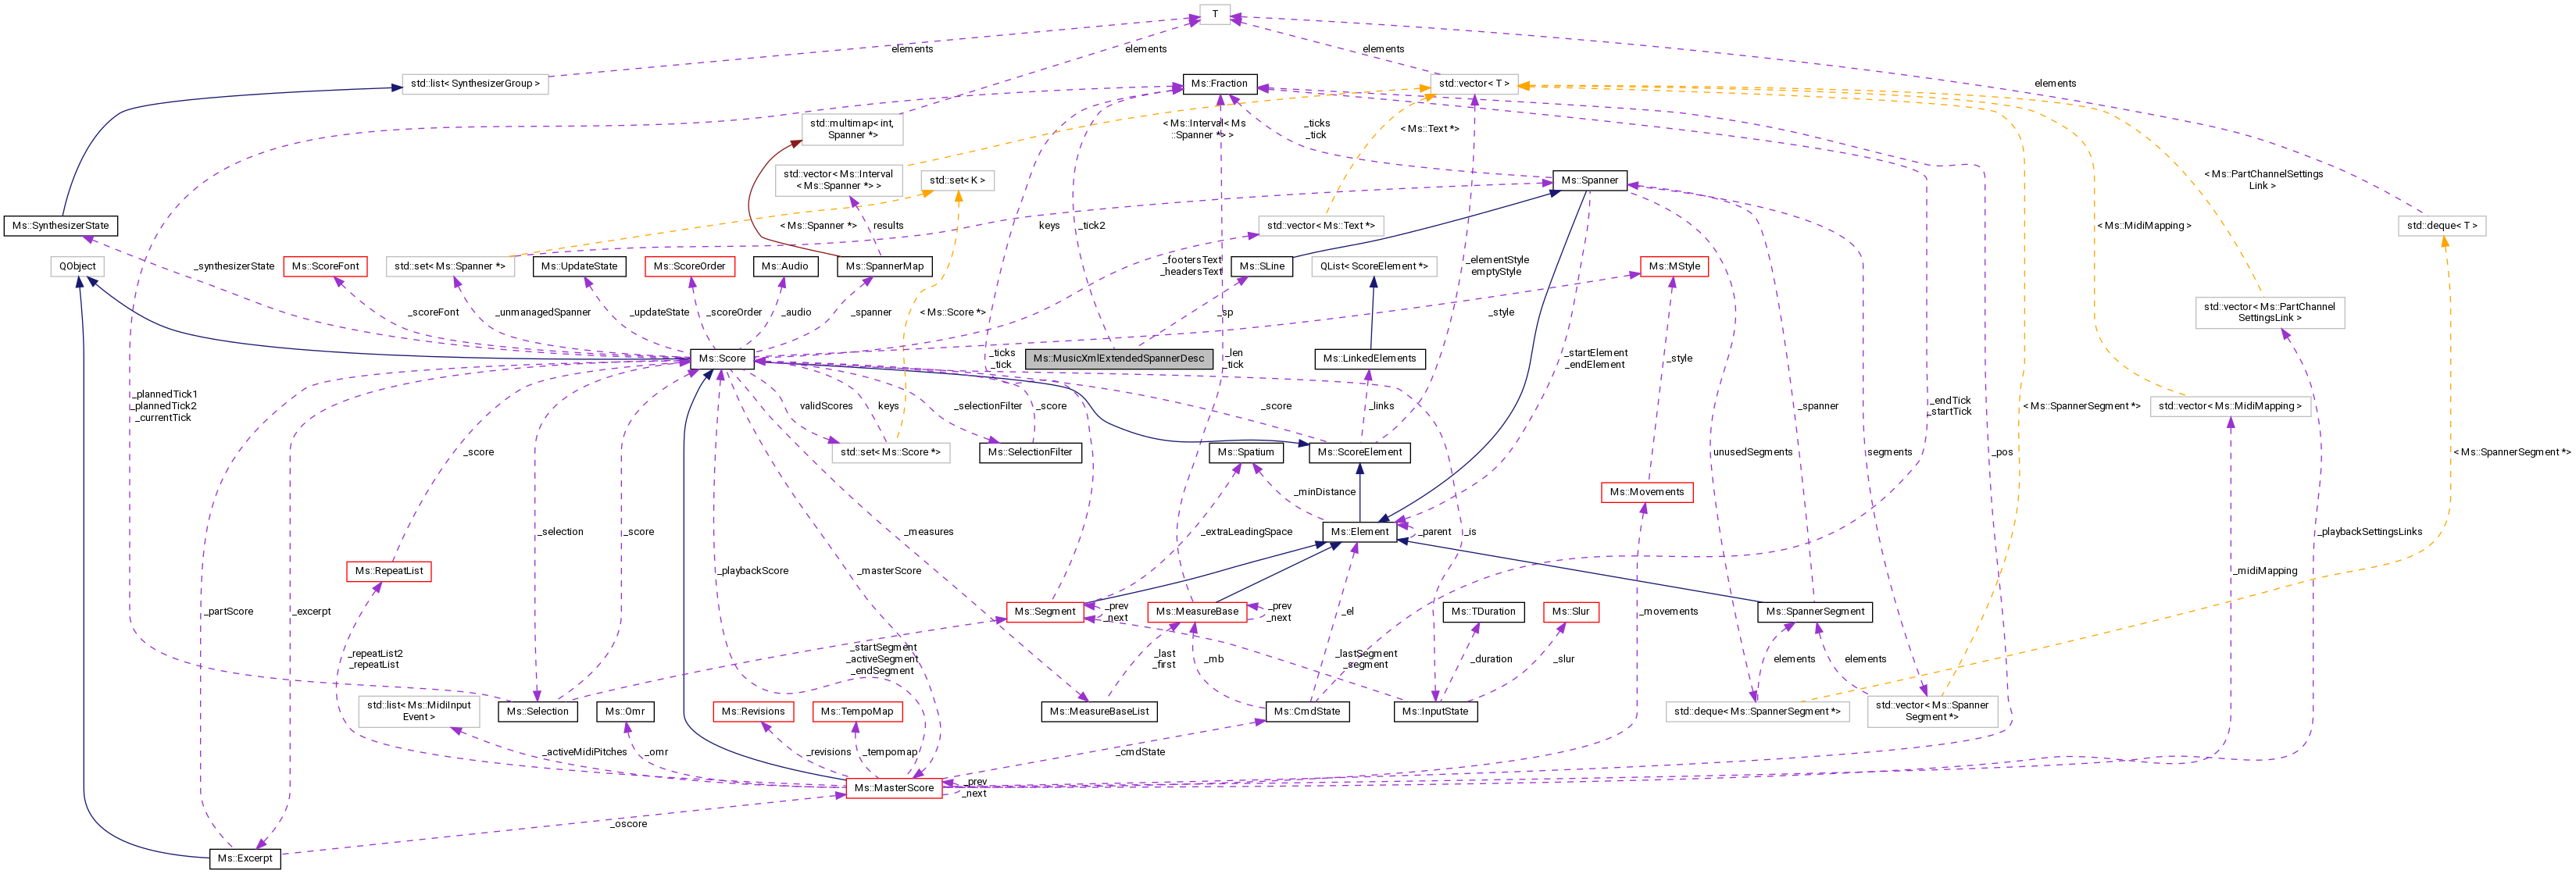 T
elements
elements
elements
elements
std::list< SynthesizerGroup >
Ms::Fraction
std::vector< T >
std::multimap< int,
Spanner *>
< Ms::Interval< Ms
::Spanner *> >
_ticks
_tick
< Ms::Text *>
std::vector< Ms::Interval
< Ms::Spanner *> >
std::set< K >
Ms::Spanner
< Ms::PartChannelSettings
Link >
Ms::SynthesizerState
< Ms::Spanner *>
results
keys
_tick2
std::vector< Ms::Text *>
< Ms::MidiMapping >
std::deque< T >
QObject
_synthesizerState
Ms::ScoreFont
std::set< Ms::Spanner *>
Ms::UpdateState
Ms::ScoreOrder
Ms::Audio
Ms::SpannerMap
_footersText
_headersText
Ms::SLine
QList< ScoreElement *>
_elementStyle
emptyStyle
Ms::MStyle
_scoreFont
_unmanagedSpanner
_updateState
_scoreOrder
_audio
_spanner
< Ms::Score *>
_sp
_style
std::vector< Ms::PartChannel
SettingsLink >
Ms::Score
_ticks
_tick
Ms::MusicXmlExtendedSpannerDesc
_len
_tick
Ms::LinkedElements
_startElement
_endElement
_style
_plannedTick1
_plannedTick2
_currentTick
validScores
keys
_selectionFilter
_score
_score
_links
_spanner
_endTick
_startTick
< Ms::SpannerSegment *>
std::vector< Ms::MidiMapping >
_score
std::set< Ms::Score *>
Ms::SelectionFilter
Ms::Spatium
Ms::ScoreElement
unusedSegments
segments
_pos
< Ms::SpannerSegment *>
_minDistance
Ms::Movements
_selection
_score
_measures
_extraLeadingSpace
Ms::Element
_parent
_is
_playbackSettingsLinks
Ms::RepeatList
_playbackScore
_masterScore
_midiMapping
_partScore
_excerpt
Ms::Segment
_prev
_next
Ms::MeasureBase
_prev
_next
_el
Ms::TDuration
Ms::Slur
_movements
Ms::SpannerSegment
_repeatList2
_repeatList
_startSegment
_activeSegment
_endSegment
_last
_first
_mb
_lastSegment
_segment
_duration
_slur
elements
elements
std::list< Ms::MidiInput
Event >
Ms::Selection
Ms::Omr
Ms::Revisions
Ms::TempoMap
Ms::MeasureBaseList
Ms::CmdState
Ms::InputState
std::deque< Ms::SpannerSegment *>
std::vector< Ms::Spanner
Segment *>
_activeMidiPitches
_omr
_revisions
_tempomap
_cmdState
Ms::MasterScore
_prev
_next
_oscore
Ms::Excerpt